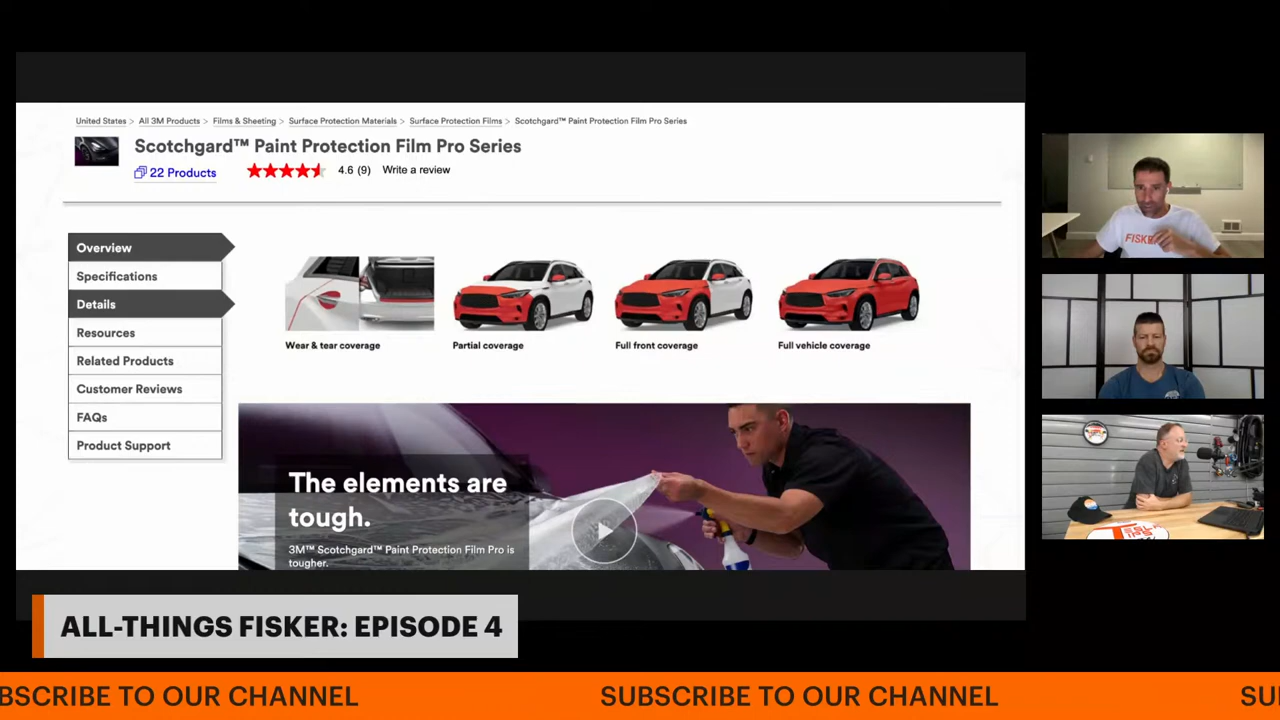 United States > All 3M Products > Films & Sheeting > Surface Protection Materials > Surface Protection Films > Scotchgard™ Paint Protection Film Pro Series
Scotchgard™ Paint Protection Film Pro Series
22 Products 4.6 (9) Write a review
Overview
Specifications
Details
Resources
Related Products
Customer Reviews
FAQs
Product Support
Wear & tear coverage
Partial coverage
Full front coverage
Full vehicle coverage
The elements are
tough.
3M™ Scotchgard™ Paint Protection Film Pro is
tougher.
FISKER
ALL-THINGS FISKER: EPISODE 4
BSCRIBE TO OUR CHANNEL SUBSCRIBE TO OUR CHANNEL SU